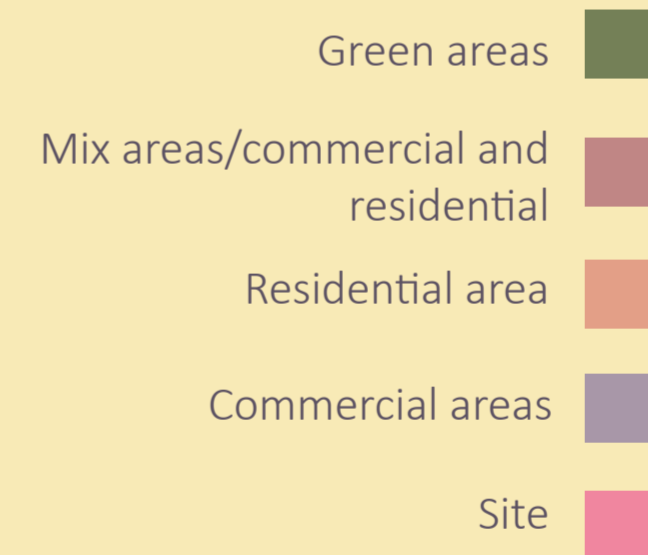 Green areas
Mix areas/commercial and
residential
Residential area
Commercial areas
Site